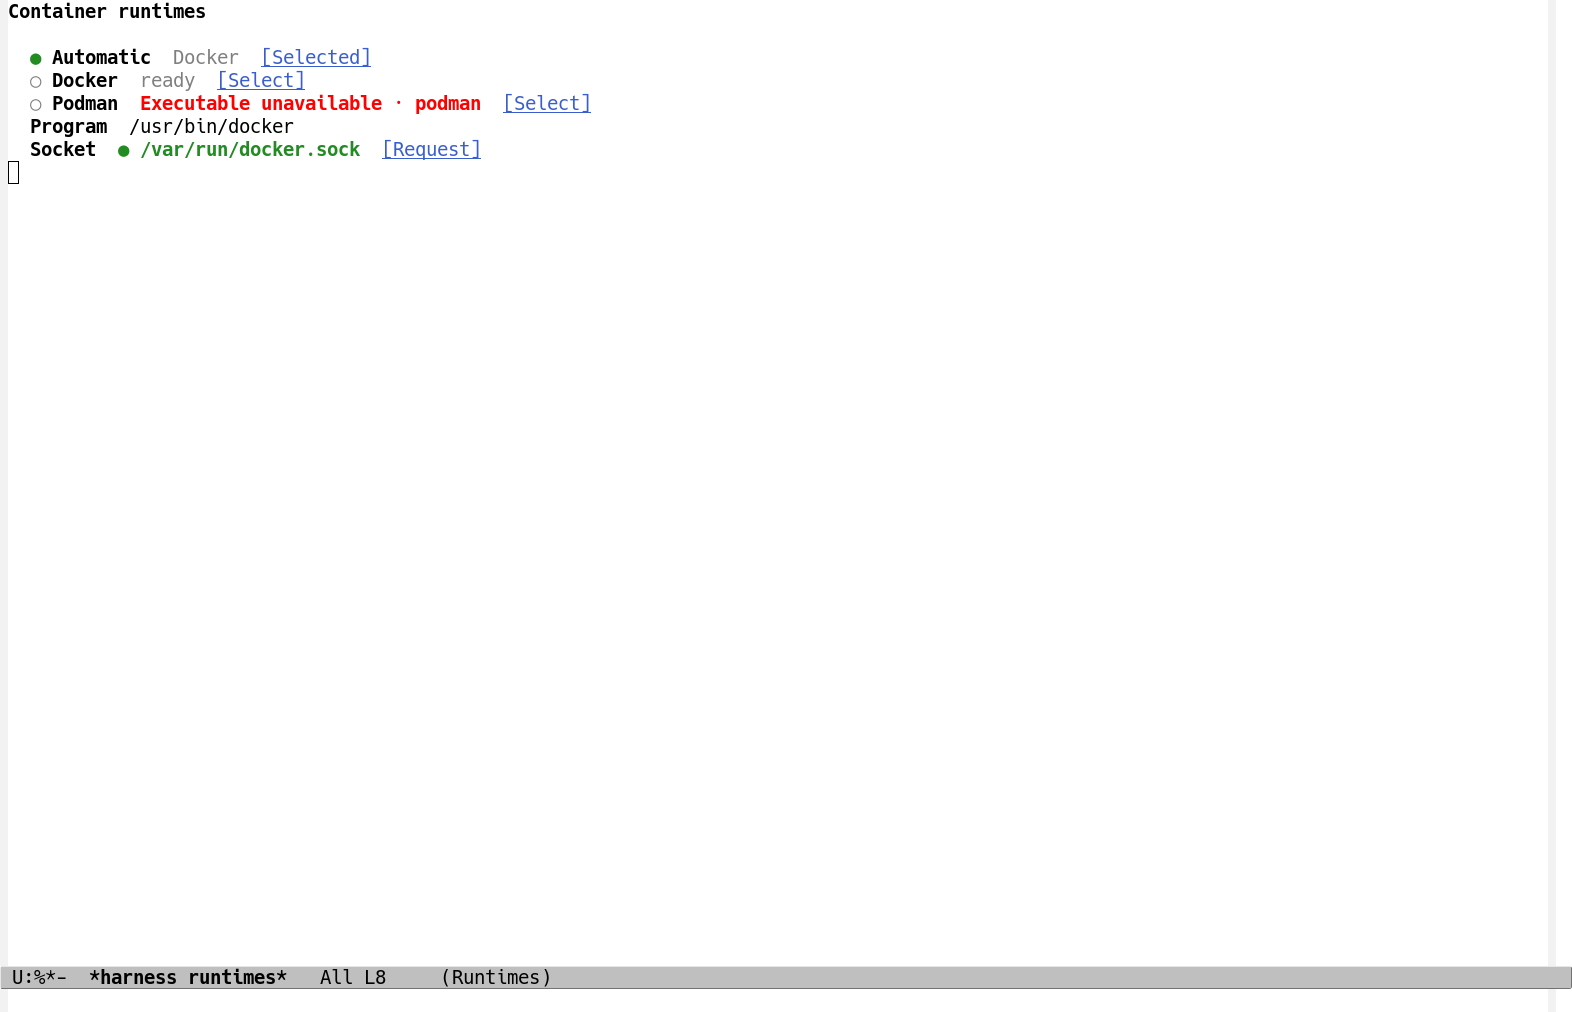 Container runtimes
● Automatic  Docker  [Selected]
○ Docker  ready  [Select]
○ Podman  Executable unavailable · podman  [Select]
Program  /usr/bin/docker
Socket  ● /var/run/docker.sock  [Request]
U:%*-  *harness runtimes*   All L8     (Runtimes)